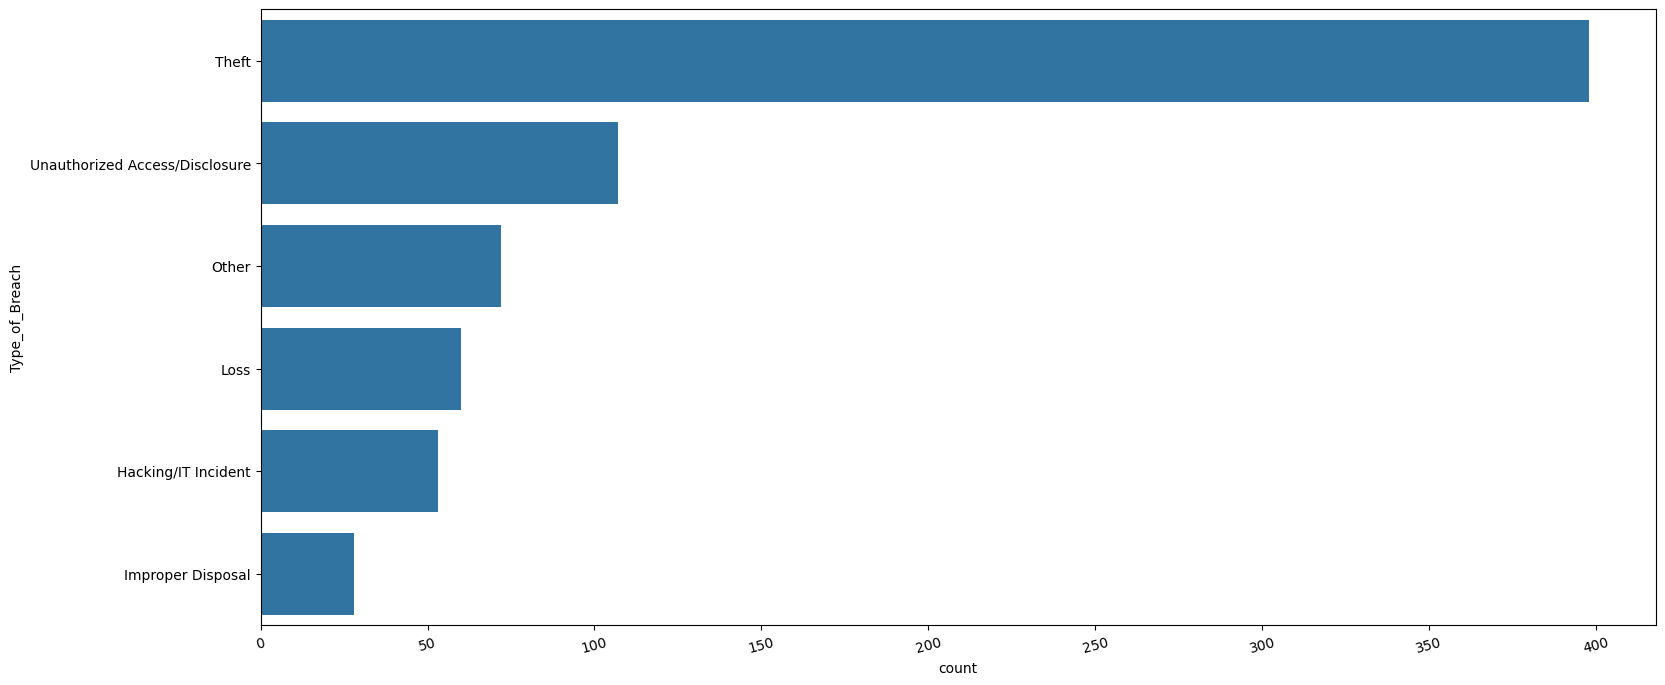 Theft
Unauthorized Access/Disclosure
Other
Loss
Hacking/IT Incident
Improper Disposal
Type_of_Breach
0 50 100 150 200 250 300 350 400
count